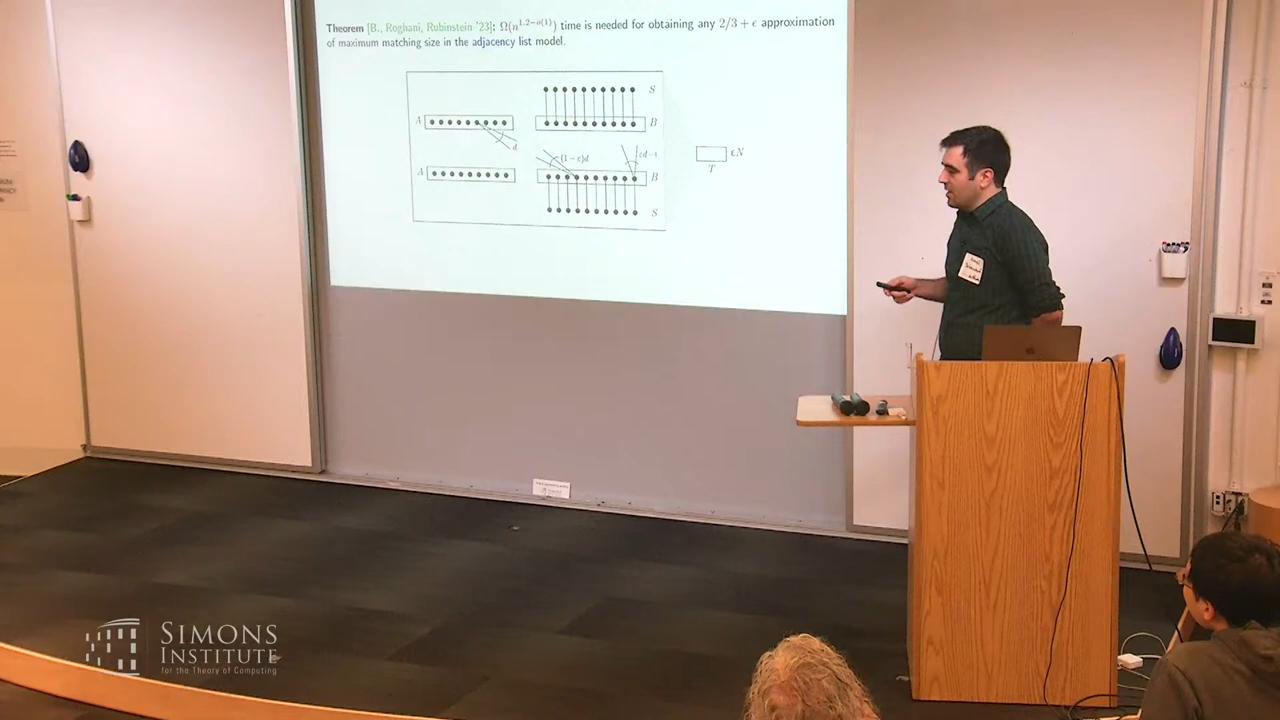 Theorem [B., Roghani, Rubinstein '23]: Ω(n^{1.2−o(1)}) time is needed for obtaining any 2/3 + ϵ approximation
of maximum matching size in the adjacency list model.
S
A
B
d
(1 − ε)d
A
B
S
εN
T
SIMONS
INSTITUTE
for the Theory of Computing